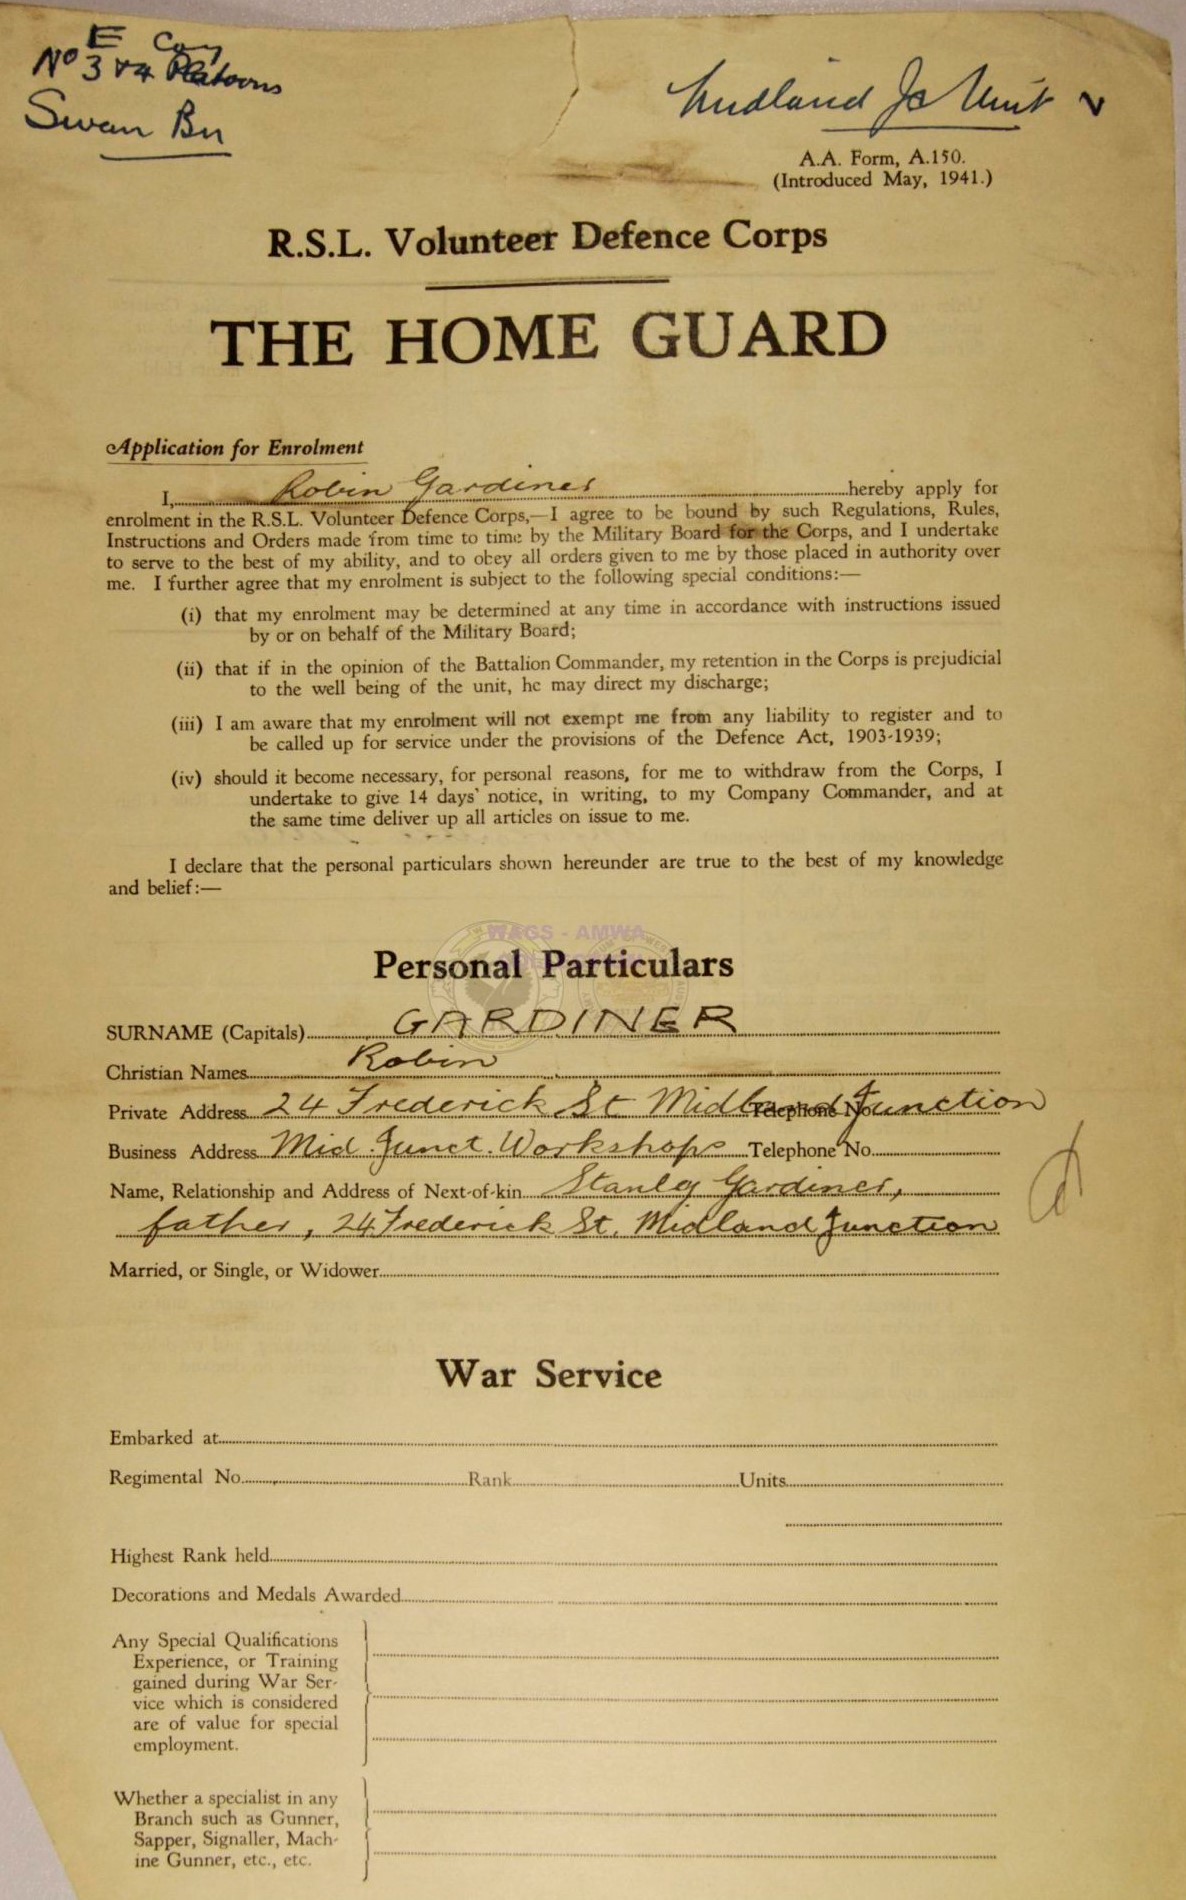 E Coy
No 3 & 4 Platoons
Swan Bn
Midland Jc Unit
A.A. Form, A.150.
(Introduced May, 1941.)
R.S.L. Volunteer Defence Corps
THE HOME GUARD
Application for Enrolment
I, Robin Gardiner hereby apply for
enrolment in the R.S.L. Volunteer Defence Corps,—I agree to be bound by such Regulations, Rules,
Instructions and Orders made from time to time by the Military Board for the Corps, and I undertake
to serve to the best of my ability, and to obey all orders given to me by those placed in authority over
me. I further agree that my enrolment is subject to the following special conditions:—
(i) that my enrolment may be determined at any time in accordance with instructions issued
by or on behalf of the Military Board;
(ii) that if in the opinion of the Battalion Commander, my retention in the Corps is prejudicial
to the well being of the unit, he may direct my discharge;
(iii) I am aware that my enrolment will not exempt me from any liability to register and to
be called up for service under the provisions of the Defence Act, 1903-1939;
(iv) should it become necessary, for personal reasons, for me to withdraw from the Corps, I
undertake to give 14 days' notice, in writing, to my Company Commander, and at
the same time deliver up all articles on issue to me.
I declare that the personal particulars shown hereunder are true to the best of my knowledge
and belief:—
WAGS - AMWA
Personal Particulars
SURNAME (Capitals) GARDINER
Christian Names Robin
Private Address 24 Frederick St Midland Junction Telephone No.
Business Address Mid. Junct. Workshops Telephone No.
Name, Relationship and Address of Next-of-kin Stanley Gardiner,
father, 24 Frederick St. Midland Junction
Married, or Single, or Widower
War Service
Embarked at
Regimental No. Rank Units
Highest Rank held
Decorations and Medals Awarded
Any Special Qualifications
Experience, or Training
gained during War Ser-
vice which is considered
are of value for special
employment.
Whether a specialist in any
Branch such as Gunner,
Sapper, Signaller, Mach-
ine Gunner, etc., etc.